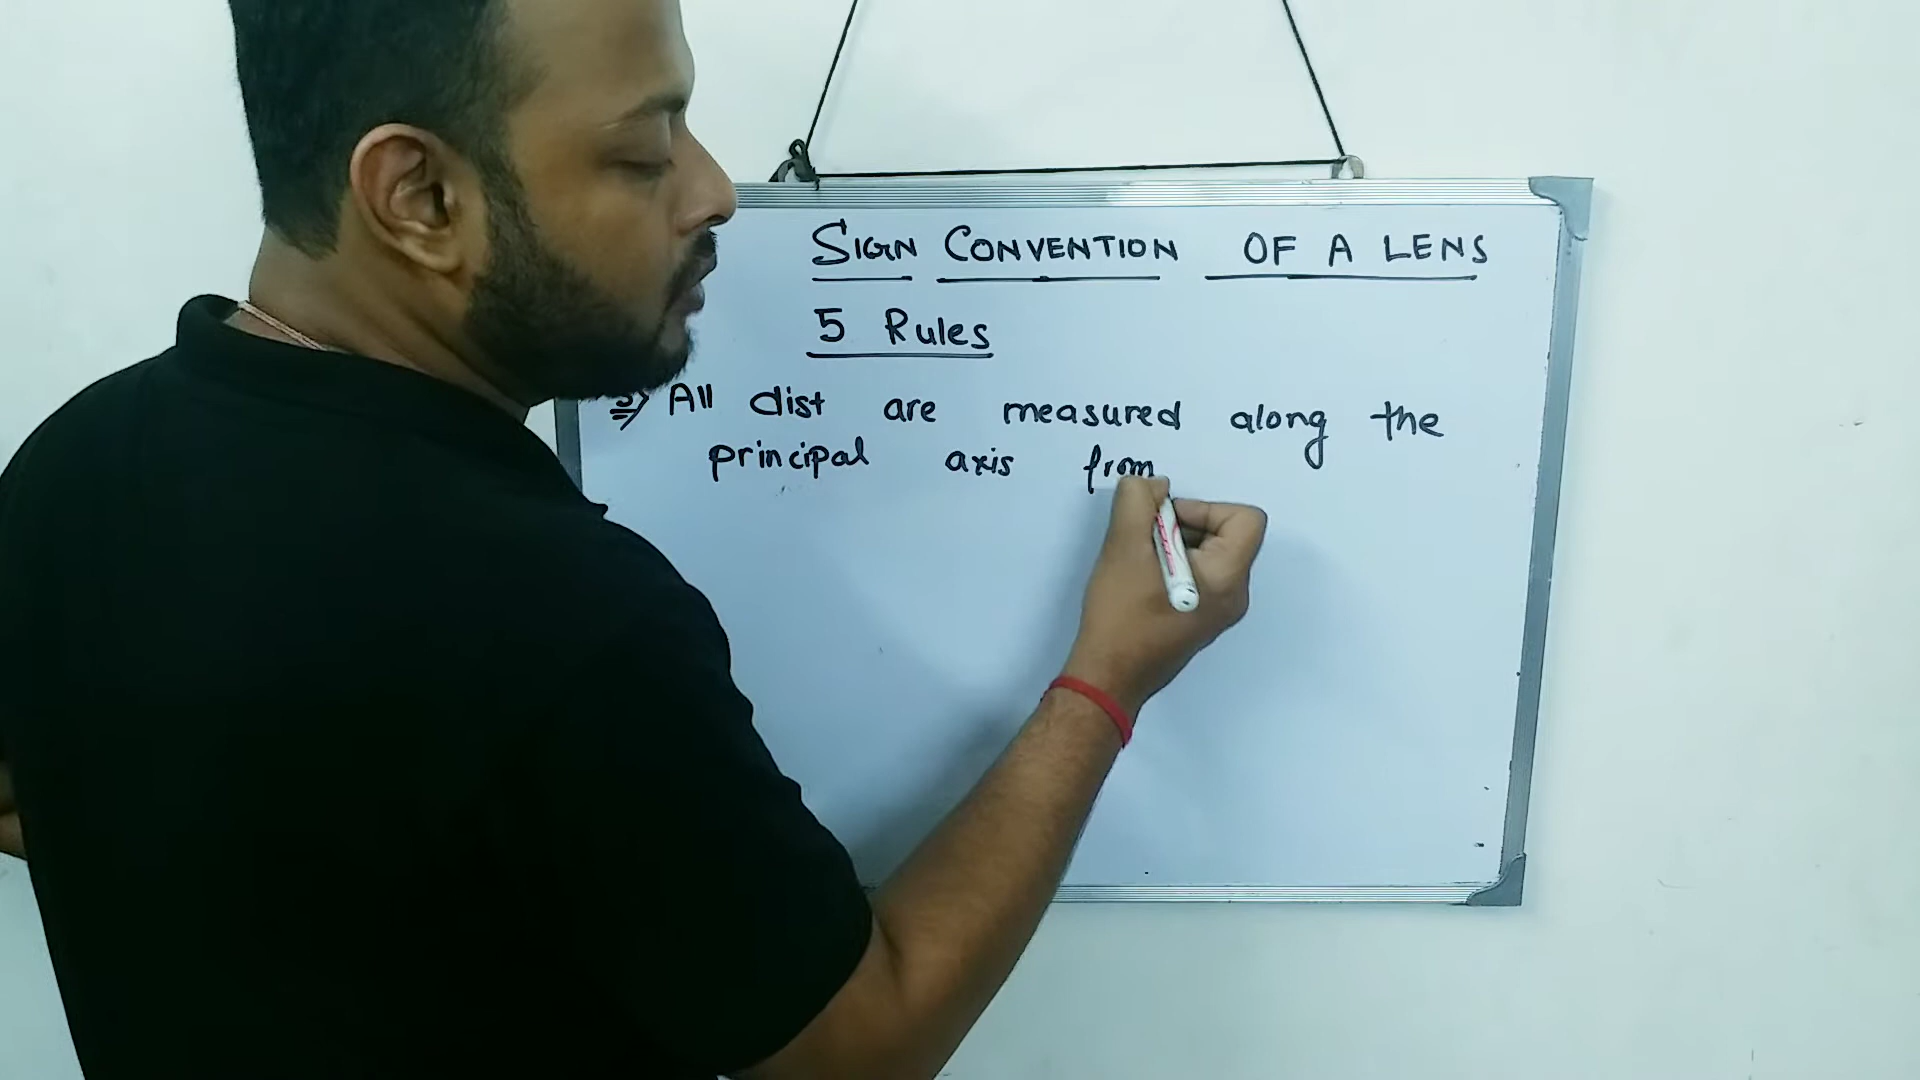 SIGN CONVENTION OF A LENS
5 Rules
All dist are measured along the
principal axis from